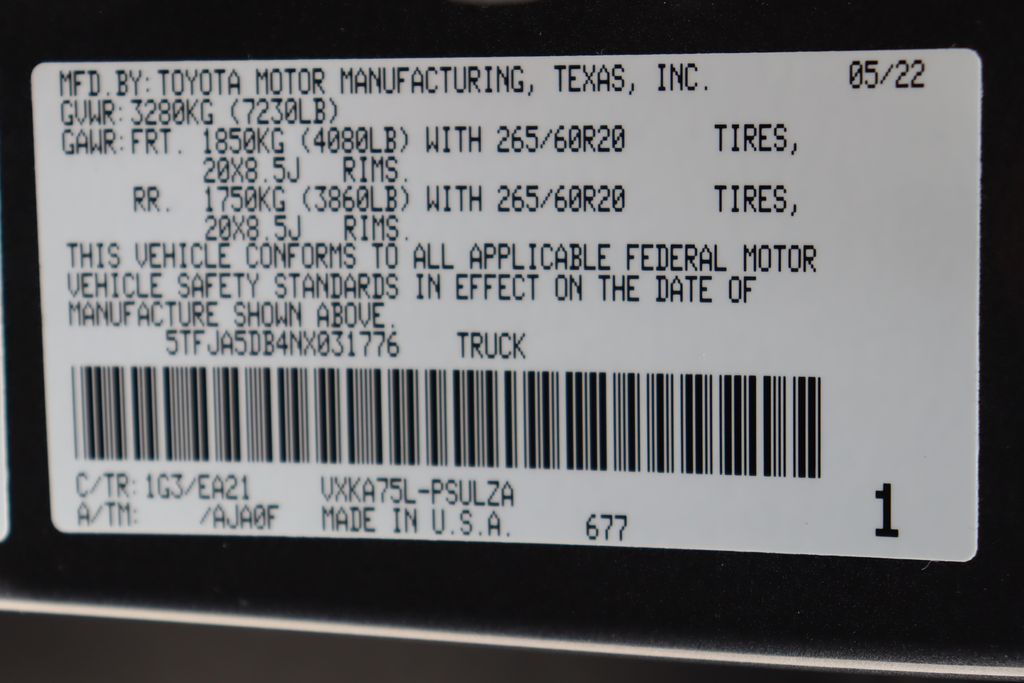 MFD.BY: TOYOTA MOTOR MANUFACTURING, TEXAS, INC. 05/22
GVWR: 3280KG (7230LB)
GAWR: FRT. 1850KG (4080LB) WITH 265/60R20 TIRES,
20X8.5J RIMS.
RR. 1750KG (3860LB) WITH 265/60R20 TIRES,
20X8.5J RIMS.
THIS VEHICLE CONFORMS TO ALL APPLICABLE FEDERAL MOTOR
VEHICLE SAFETY STANDARDS IN EFFECT ON THE DATE OF
MANUFACTURE SHOWN ABOVE.
5TFJA5DB4NX031776 TRUCK
C/TR: 1G3/EA21 VXKA75L-PSULZA
A/TM: /AJA0F MADE IN U.S.A. 677 1